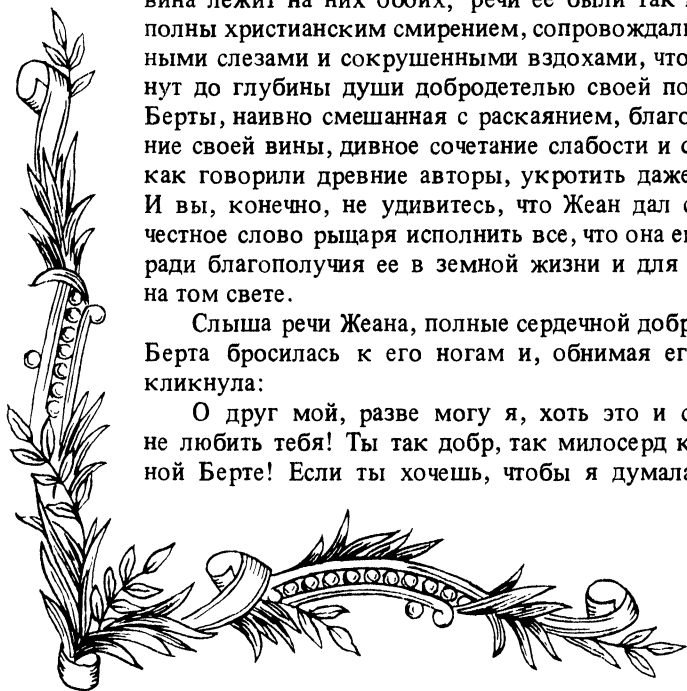 вина лежит на них обоих; речи ее были так
полны христианским смирением, сопровождали
ными слезами и сокрушенными вздохами, что
нут до глубины души добродетелью своей по
Берты, наивно смешанная с раскаянием, благо
ние своей вины, дивное сочетание слабости и с
как говорили древние авторы, укротить даже
И вы, конечно, не удивитесь, что Жеан дал
честное слово рыцаря исполнить все, что она е
ради благополучия ее в земной жизни и для
на том свете.
Слыша речи Жеана, полные сердечной добр
Берта бросилась к его ногам и, обнимая ег
кликнула:
О друг мой, разве могу я, хоть это и с
не любить тебя! Ты так добр, так милосерд к
ной Берте! Если ты хочешь, чтобы я думала